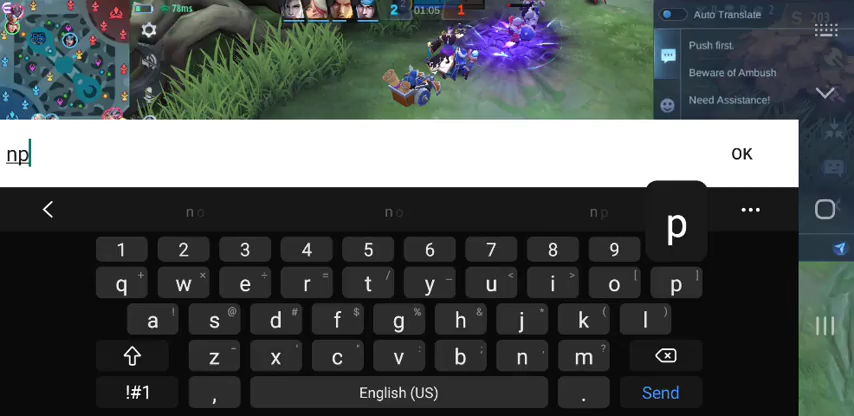 78ms
2 01:05 1
Auto Translate
Push first.
Beware of Ambush
Need Assistance!
np
OK
no no np
p
1 2 3 4 5 6 7 8 9
q + w × e ÷ r = t / y _ u < i > o [ p ]
a ! s @ d # f $ g % h & j * k ( l )
z - x ' c " v : b ; n , m ?
!#1 , English (US) . Send